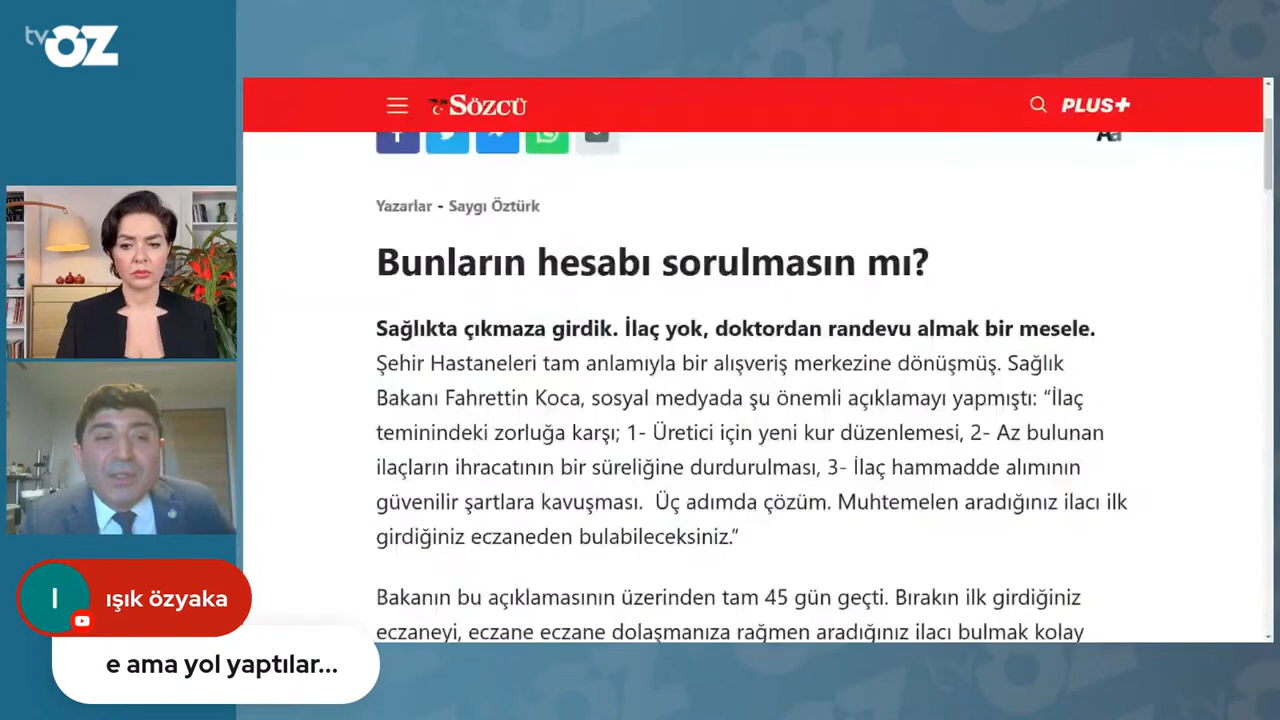 tvÖZ
SÖZCÜ
PLUS+
Aa
Yazarlar - Saygı Öztürk
Bunların hesabı sorulmasın mı?
Sağlıkta çıkmaza girdik. İlaç yok, doktordan randevu almak bir mesele.
Şehir Hastaneleri tam anlamıyla bir alışveriş merkezine dönüşmüş. Sağlık
Bakanı Fahrettin Koca, sosyal medyada şu önemli açıklamayı yapmıştı: “İlaç
teminindeki zorluğa karşı; 1- Üretici için yeni kur düzenlemesi, 2- Az bulunan
ilaçların ihracatının bir süreliğine durdurulması, 3- İlaç hammadde alımının
güvenilir şartlara kavuşması.  Üç adımda çözüm. Muhtemelen aradığınız ilacı ilk
girdiğiniz eczaneden bulabileceksiniz.”
Bakanın bu açıklamasının üzerinden tam 45 gün geçti. Bırakın ilk girdiğiniz
eczaneyi, eczane eczane dolaşmanıza rağmen aradığınız ilacı bulmak kolay
I
ışık özyaka
e ama yol yaptılar...